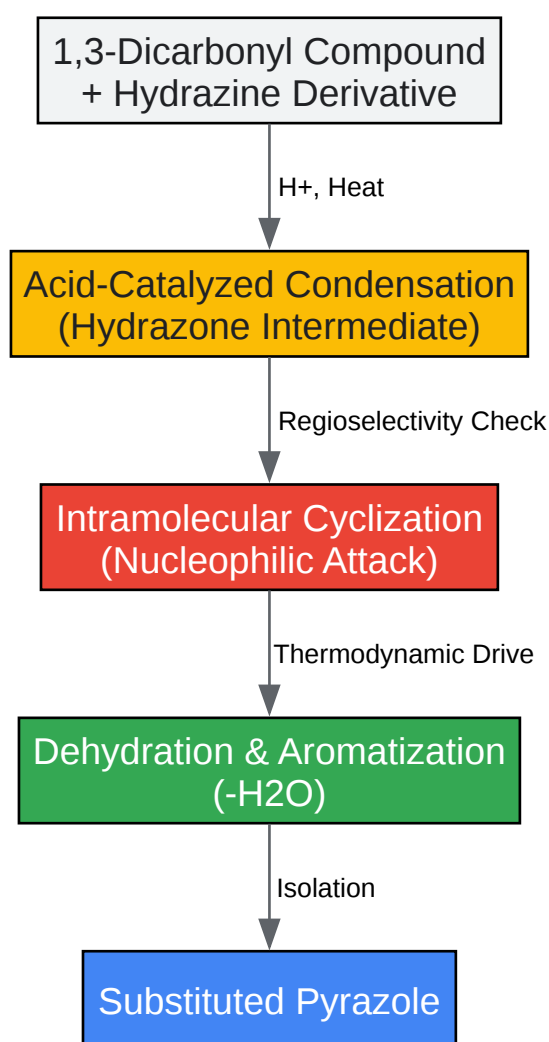 1,3-Dicarbonyl Compound
+ Hydrazine Derivative
H+, Heat
Acid-Catalyzed Condensation
(Hydrazone Intermediate)
Regioselectivity Check
Intramolecular Cyclization
(Nucleophilic Attack)
Thermodynamic Drive
Dehydration & Aromatization
(-H2O)
Isolation
Substituted Pyrazole